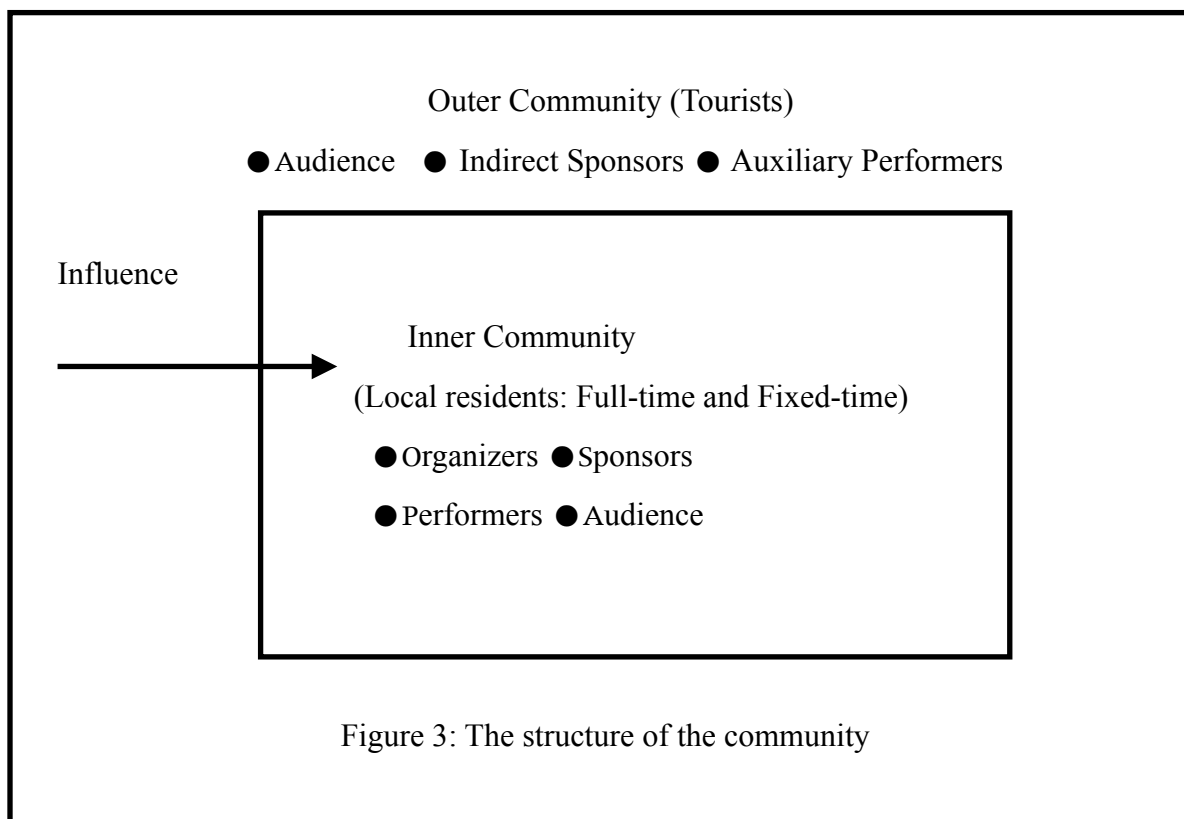 Outer Community (Tourists)
●Audience ● Indirect Sponsors ● Auxiliary Performers
Influence
Inner Community
(Local residents: Full-time and Fixed-time)
●Organizers ●Sponsors
●Performers ●Audience
Figure 3: The structure of the community